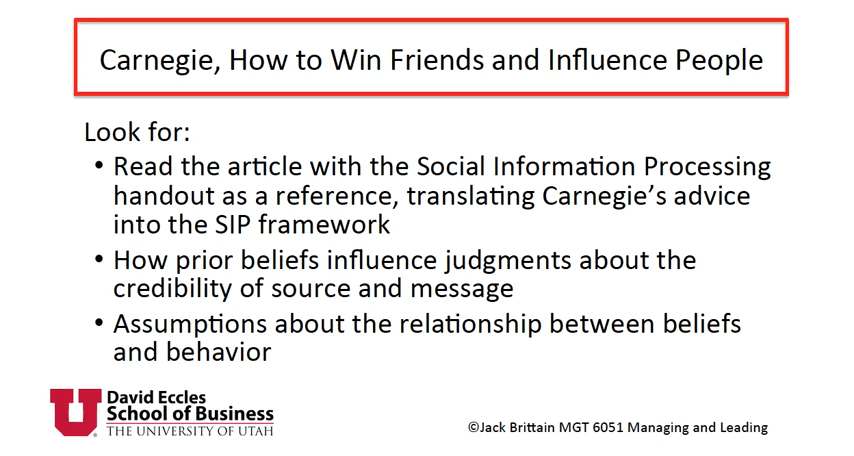 Carnegie, How to Win Friends and Influence People
Look for:
• Read the article with the Social Information Processing
handout as a reference, translating Carnegie’s advice
into the SIP framework
• How prior beliefs influence judgments about the
credibility of source and message
• Assumptions about the relationship between beliefs
and behavior
U
David Eccles
School of Business
THE UNIVERSITY OF UTAH
©Jack Brittain MGT 6051 Managing and Leading